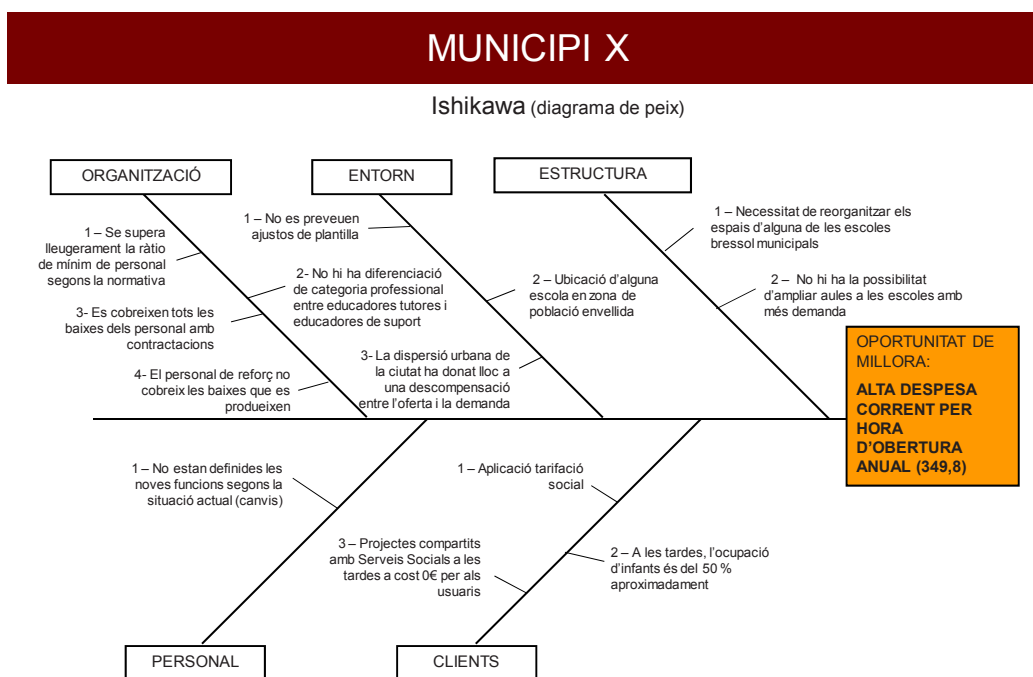 MUNICIPI X
Ishikawa (diagrama de peix)
ORGANITZACIÓ
1 – Se supera
lleugerament la ràtio
de mínim de personal
segons la normativa
2- No hi ha diferenciació
de categoria professional
entre educadores tutores i
educadores de suport
3- Es cobreixen tots les
baixes dels personal amb
contractacions
4- El personal de reforç no
cobreix les baixes que es
produeixen
ENTORN
1 – No es preveuen
ajustos de plantilla
2 – Ubicació d’alguna
escola en zona de
població envellida
3- La dispersió urbana de
la ciutat ha donat lloc a
una descompensació
entre l’oferta i la demanda
ESTRUCTURA
1 – Necessitat de reorganitzar els
espais d’alguna de les escoles
bressol municipals
2 – No hi ha la possibilitat
d’ampliar aules a les escoles amb
més demanda
OPORTUNITAT DE
MILLORA:
ALTA DESPESA
CORRENT PER
HORA
D’OBERTURA
ANUAL (349,8)
1 – No estan definides les
noves funcions segons la
situació actual (canvis)
PERSONAL
1 – Aplicació tarifació
social
2 – A les tardes, l’ocupació
d’infants és del 50 %
aproximadament
3 – Projectes compartits
amb Serveis Socials a les
tardes a cost 0€ per als
usuaris
CLIENTS